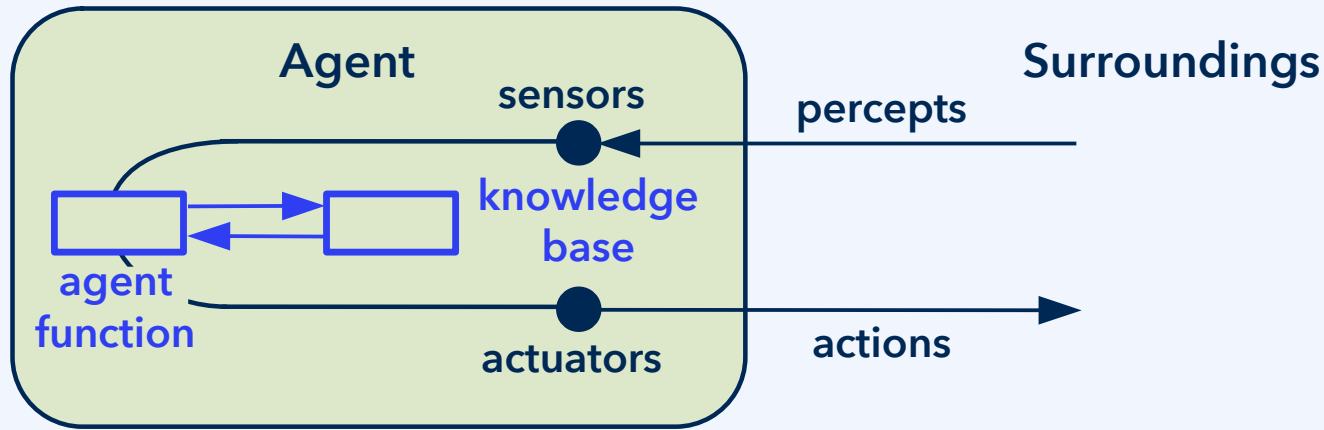 Agent
Surroundings
sensors
percepts
knowledge
base
agent
function
actuators
actions